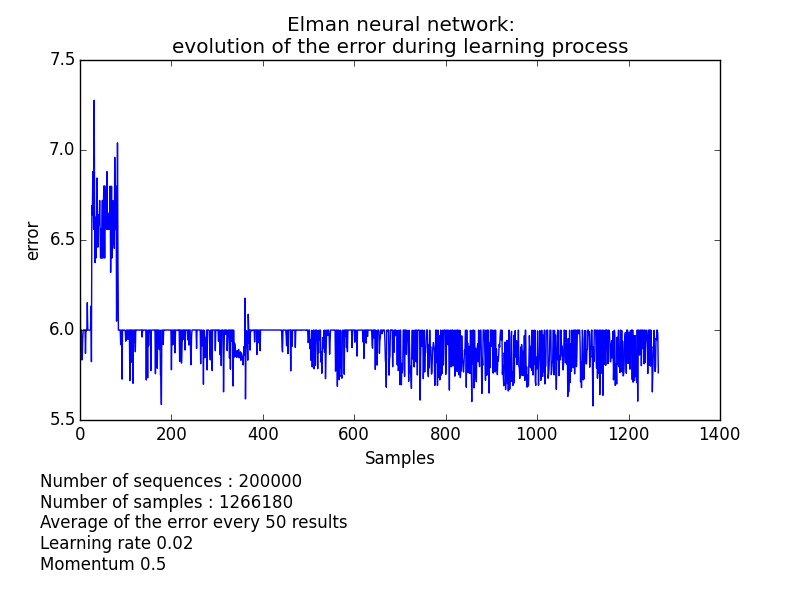 Elman neural network:
evolution of the error during learning process
7.5
7.0
6.5
6.0
5.5
error
0 200 400 600 800 1000 1200 1400
Samples
Number of sequences : 200000
Number of samples : 1266180
Average of the error every 50 results
Learning rate 0.02
Momentum 0.5